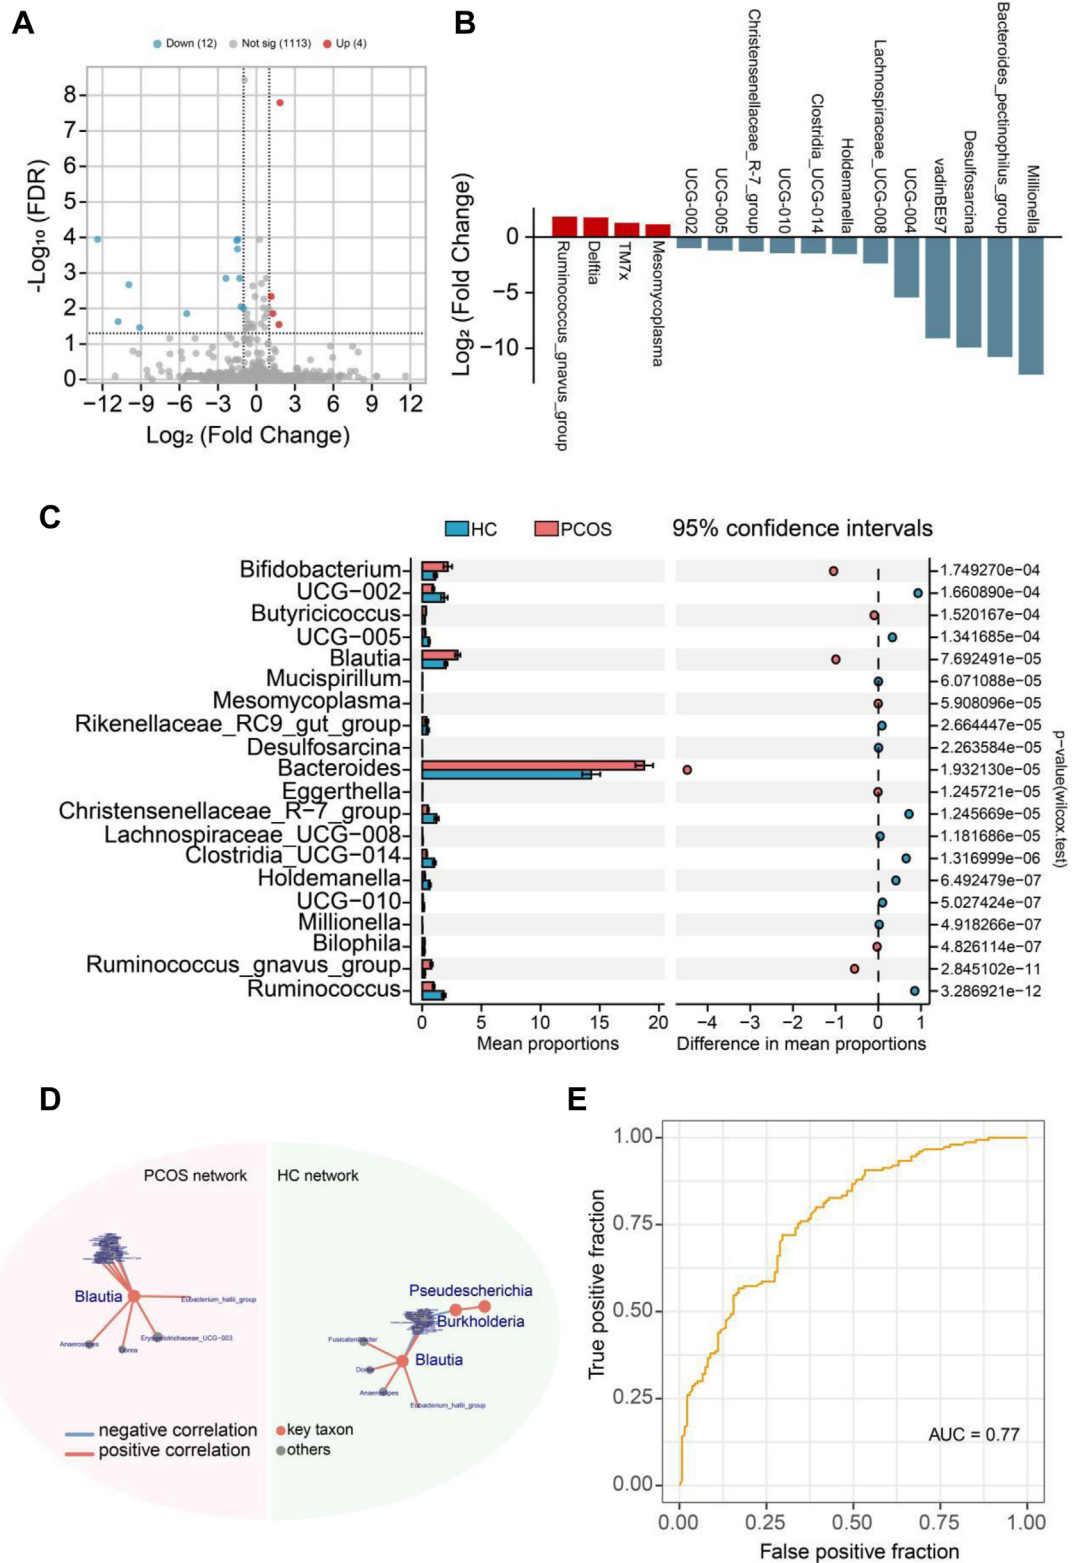 A
Down (12) Not sig (1113) Up (4)
-Log₁₀ (FDR)
8
7
6
5
4
3
2
1
0
−12 −9 −6 −3 0 3 6 9 12
Log₂ (Fold Change)
B
Log₂ (Fold Change)
0
−5
−10
Ruminococcus_gnavus_group
Delftia
TM7x
Mesomycoplasma
UCG-002
UCG-005
Christensenellaceae_R-7_group
UCG-010
Clostridia_UCG-014
Holdemanella
Lachnospiraceae_UCG-008
UCG-004
vadinBE97
Desulfosarcina
Bacteroides_pectinophilus_group
Millionella
C
HC PCOS 95% confidence intervals
Bifidobacterium 1.749270e−04
UCG−002 1.660890e−04
Butyricicoccus 1.520167e−04
UCG−005 1.341685e−04
Blautia 7.692491e−05
Mucispirillum 6.071088e−05
Mesomycoplasma 5.908096e−05
Rikenellaceae_RC9_gut_group 2.664447e−05
Desulfosarcina 2.263584e−05
Bacteroides 1.932130e−05
Eggerthella 1.245721e−05
Christensenellaceae_R−7_group 1.245669e−05
Lachnospiraceae_UCG−008 1.181686e−05
Clostridia_UCG−014 1.316999e−06
Holdemanella 6.492479e−07
UCG−010 5.027424e−07
Millionella 4.918266e−07
Bilophila 4.826114e−07
Ruminococcus_gnavus_group 2.845102e−11
Ruminococcus 3.286921e−12
p−value(wilcox.test)
0 5 10 15 20 −4 −3 −2 −1 0 1
Mean proportions Difference in mean proportions
D
PCOS network HC network
Blautia
Eubacterium_hallii_group
Anaerostipes
Dorea
Erysipelotrichaceae_UCG-003
Pseudescherichia
Burkholderia
Fusicatenibacter
Blautia
Dorea
Anaerostipes
Eubacterium_hallii_group
negative correlation
positive correlation
key taxon
others
E
True positive fraction
1.00
0.75
0.50
0.25
0.00
AUC = 0.77
0.00 0.25 0.50 0.75 1.00
False positive fraction